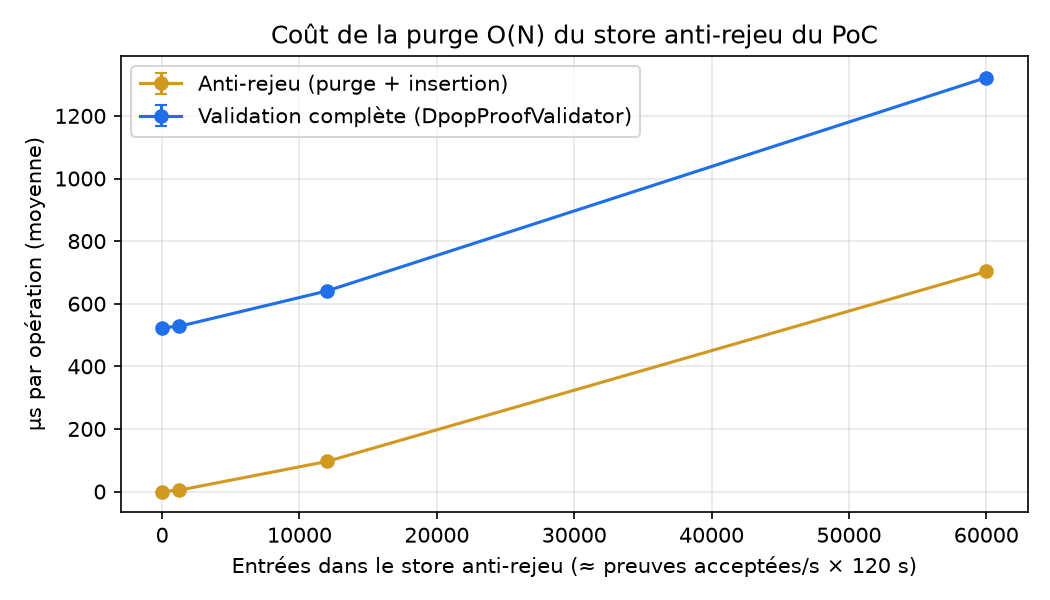 Coût de la purge O(N) du store anti-rejeu du PoC
Anti-rejeu (purge + insertion)
Validation complète (DpopProofValidator)
µs par opération (moyenne)
1200
1000
800
600
400
200
0
0 10000 20000 30000 40000 50000 60000
Entrées dans le store anti-rejeu (≈ preuves acceptées/s × 120 s)